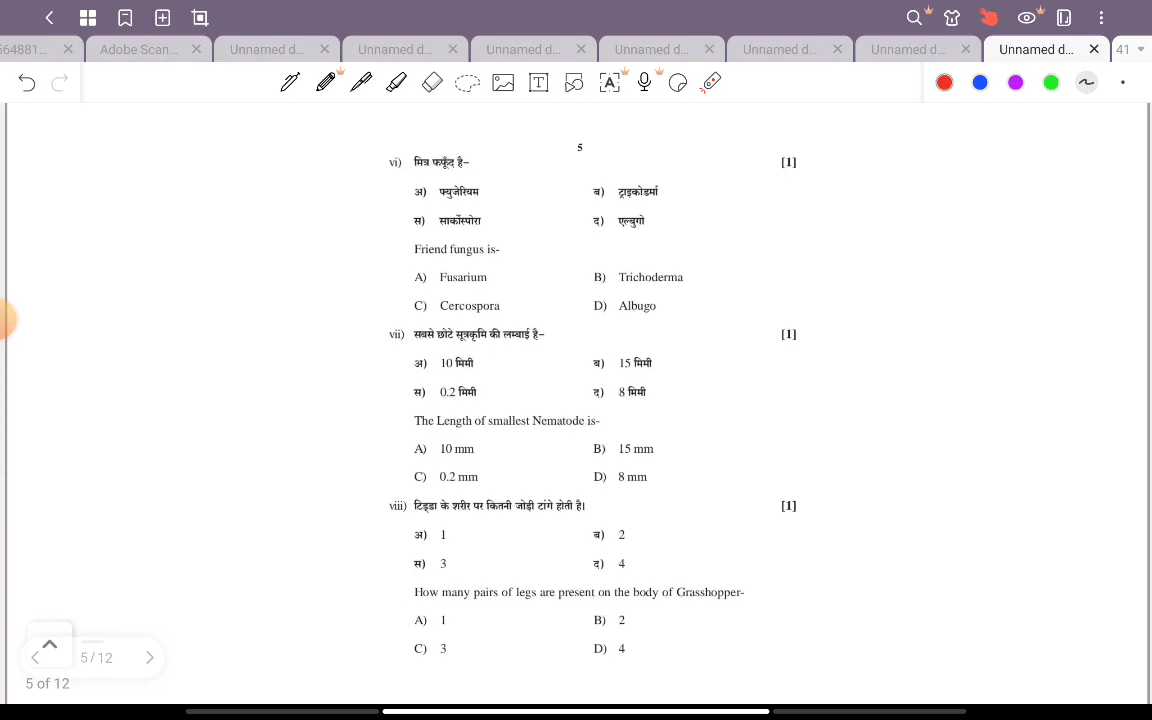 564881...
Adobe Scan...
Unnamed d...
Unnamed d...
Unnamed d...
Unnamed d...
Unnamed d...
Unnamed d...
Unnamed d...
41
5
vi) मित्र फफूँद है– [1]
अ) फ्युजेरियम ब) ट्राइकोडर्मा
स) सार्कोस्पोरा द) एल्बुगो
Friend fungus is-
A) Fusarium B) Trichoderma
C) Cercospora D) Albugo
vii) सबसे छोटे सूत्रकृमि की लम्बाई है– [1]
अ) 10 मिमी ब) 15 मिमी
स) 0.2 मिमी द) 8 मिमी
The Length of smallest Nematode is-
A) 10 mm B) 15 mm
C) 0.2 mm D) 8 mm
viii) टिड्डा के शरीर पर कितनी जोड़ी टांगे होती है। [1]
अ) 1 ब) 2
स) 3 द) 4
How many pairs of legs are present on the body of Grasshopper-
A) 1 B) 2
C) 3 D) 4
5/12
5 of 12